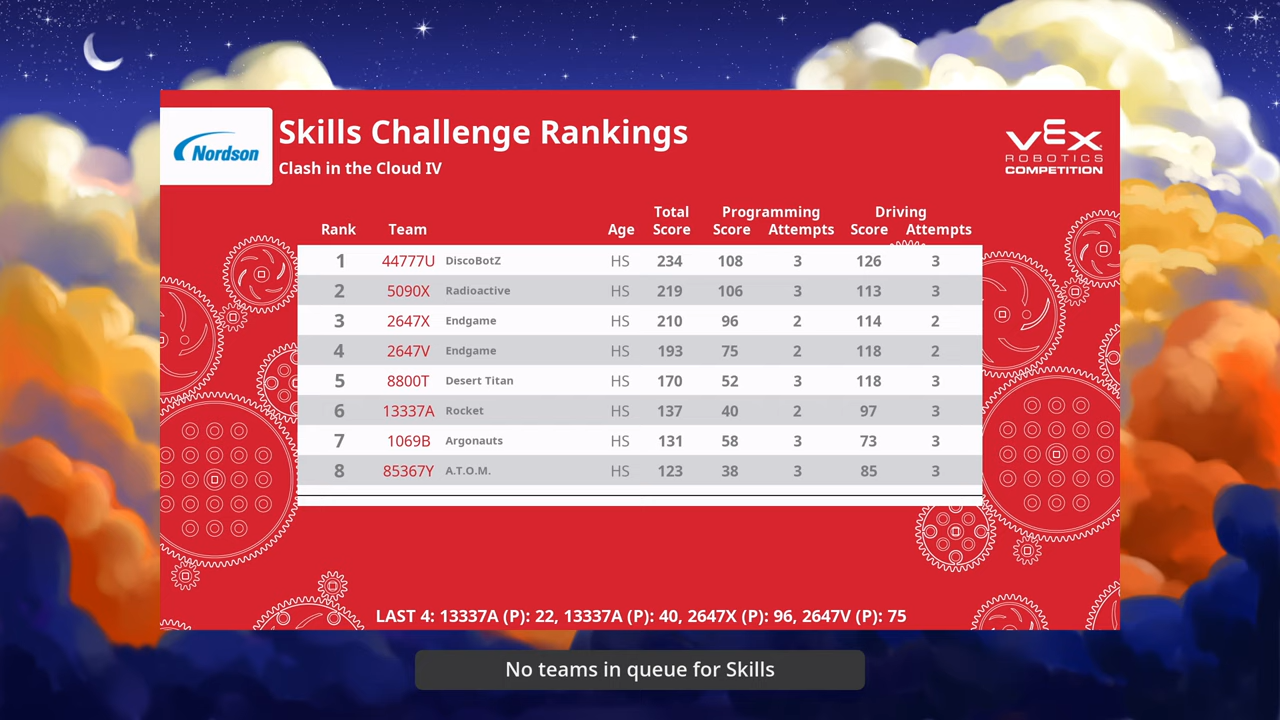 Nordson
Skills Challenge Rankings
Clash in the Cloud IV
VEX
ROBOTICS
COMPETITION
Total Programming Driving
Rank Team Age Score Score Attempts Score Attempts
1 44777U DiscoBotZ HS 234 108 3 126 3
2 5090X Radioactive HS 219 106 3 113 3
3 2647X Endgame HS 210 96 2 114 2
4 2647V Endgame HS 193 75 2 118 2
5 8800T Desert Titan HS 170 52 3 118 3
6 13337A Rocket HS 137 40 2 97 3
7 1069B Argonauts HS 131 58 3 73 3
8 85367Y A.T.O.M. HS 123 38 3 85 3
LAST 4: 13337A (P): 22, 13337A (P): 40, 2647X (P): 96, 2647V (P): 75
No teams in queue for Skills